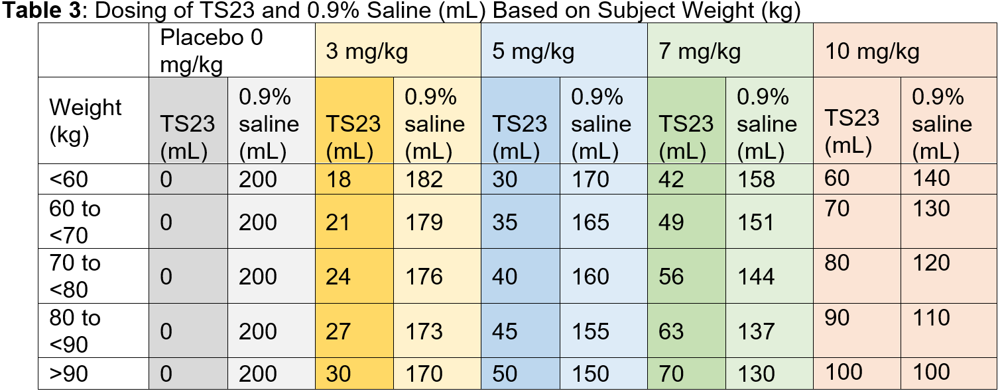 Table 3: Dosing of TS23 and 0.9% Saline (mL) Based on Subject Weight (kg)
Placebo 0 mg/kg 3 mg/kg 5 mg/kg 7 mg/kg 10 mg/kg
Weight (kg) TS23 (mL) 0.9% saline (mL) TS23 (mL) 0.9% saline (mL) TS23 (mL) 0.9% saline (mL) TS23 (mL) 0.9% saline (mL) TS23 (mL) 0.9% saline (mL)
<60 0 200 18 182 30 170 42 158 60 140
60 to <70 0 200 21 179 35 165 49 151 70 130
70 to <80 0 200 24 176 40 160 56 144 80 120
80 to <90 0 200 27 173 45 155 63 137 90 110
>90 0 200 30 170 50 150 70 130 100 100